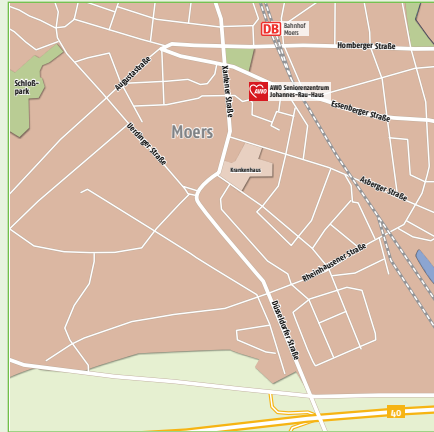 DB
Bahnhof
Moers
Homberger Straße
Schloß-
park
Augustastraße
Xantener Straße
AWO
AWO Seniorenzentrum
Johannes-Rau-Haus
Essenberger Straße
Moers
Uerdinger Straße
Krankenhaus
Asberger Straße
Rheinhausener Straße
Düsseldorfer Straße
40